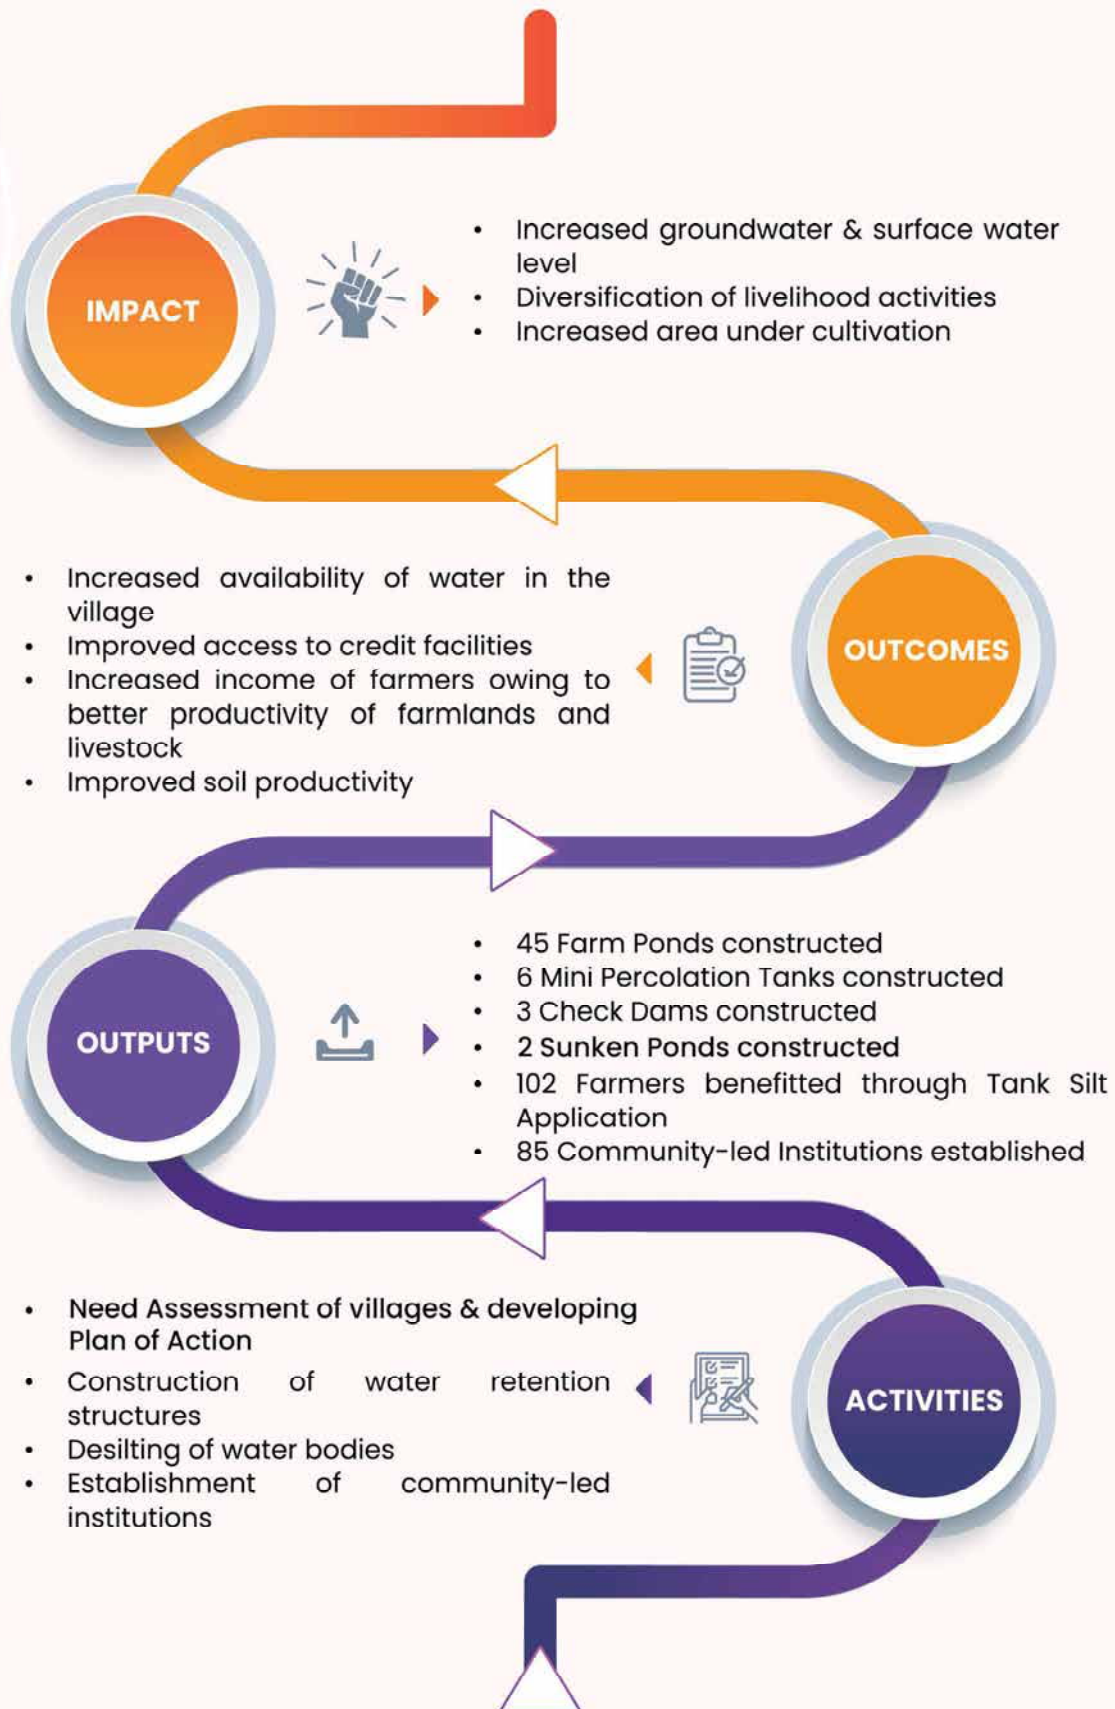 IMPACT
• Increased groundwater & surface water
level
• Diversification of livelihood activities
• Increased area under cultivation
• Increased availability of water in the
village
• Improved access to credit facilities
• Increased income of farmers owing to
better productivity of farmlands and
livestock
• Improved soil productivity
OUTCOMES
OUTPUTS
• 45 Farm Ponds constructed
• 6 Mini Percolation Tanks constructed
• 3 Check Dams constructed
• 2 Sunken Ponds constructed
• 102 Farmers benefitted through Tank Silt
Application
• 85 Community-led Institutions established
• Need Assessment of villages & developing
Plan of Action
• Construction of water retention
structures
• Desilting of water bodies
• Establishment of community-led
institutions
ACTIVITIES